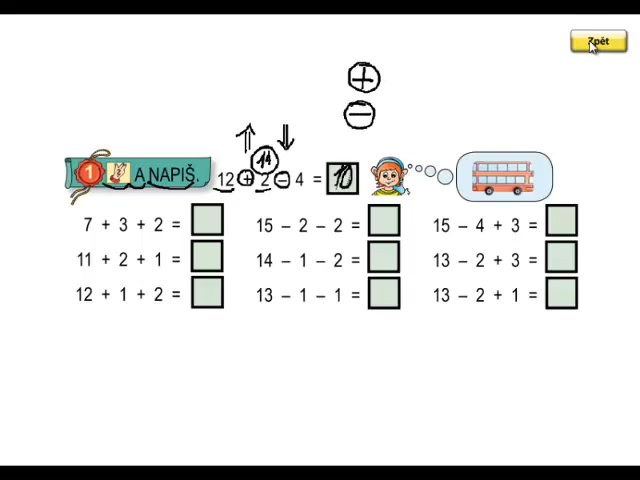 Zpět
+
−
14
1 A NAPIŠ. 12 + 2 − 4 = 10
7 + 3 + 2 = 15 − 2 − 2 = 15 − 4 + 3 =
11 + 2 + 1 = 14 − 1 − 2 = 13 − 2 + 3 =
12 + 1 + 2 = 13 − 1 − 1 = 13 − 2 + 1 =